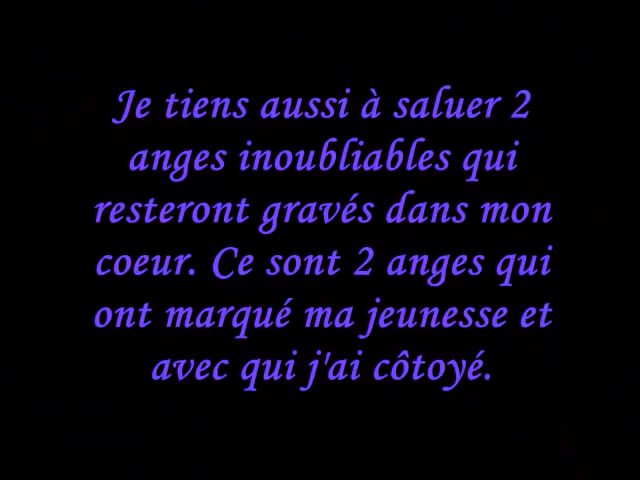 Je tiens aussi à saluer 2
anges inoubliables qui
resteront gravés dans mon
coeur. Ce sont 2 anges qui
ont marqué ma jeunesse et
avec qui j'ai côtoyé.